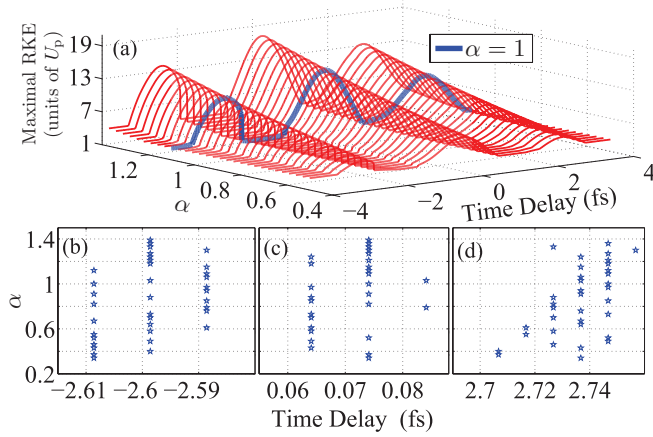 Maximal RKE
(units of Up)
19
13
7
1
(a)
α = 1
1.2
1
0.8
0.6
0.4
α
−4
−2
0
2
4
Time Delay (fs)
α
1.4
1
0.6
0.2
(b)
(c)
(d)
−2.61
−2.6
−2.59
0.06
0.07
0.08
2.7
2.72
2.74
Time Delay (fs)